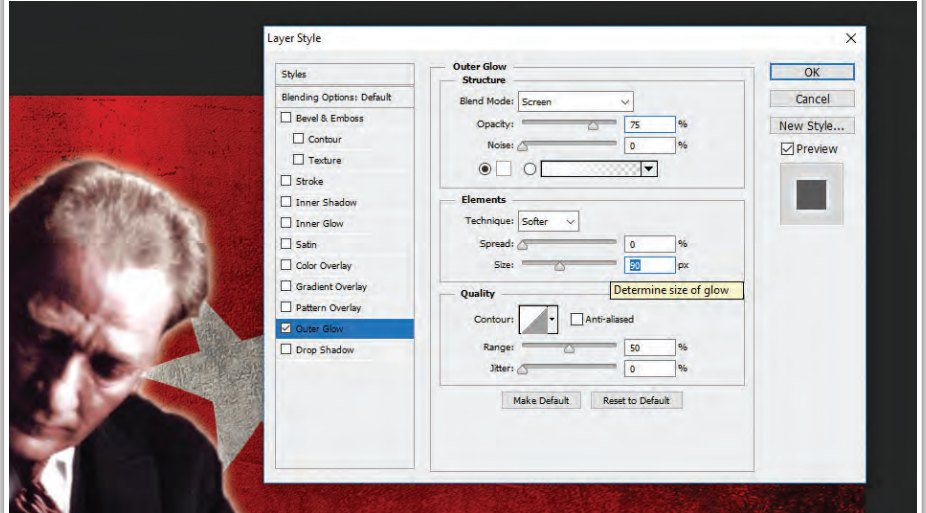 Layer Style
Styles
Blending Options: Default
Bevel & Emboss
Contour
Texture
Stroke
Inner Shadow
Inner Glow
Satin
Color Overlay
Gradient Overlay
Pattern Overlay
Outer Glow
Drop Shadow
Outer Glow
Structure
Blend Mode: Screen
Opacity: 75 %
Noise: 0 %
Elements
Technique: Softer
Spread: 0 %
Size: 90 px
Determine size of glow
Quality
Contour: Anti-aliased
Range: 50 %
Jitter: 0 %
Make Default Reset to Default
OK
Cancel
New Style...
Preview